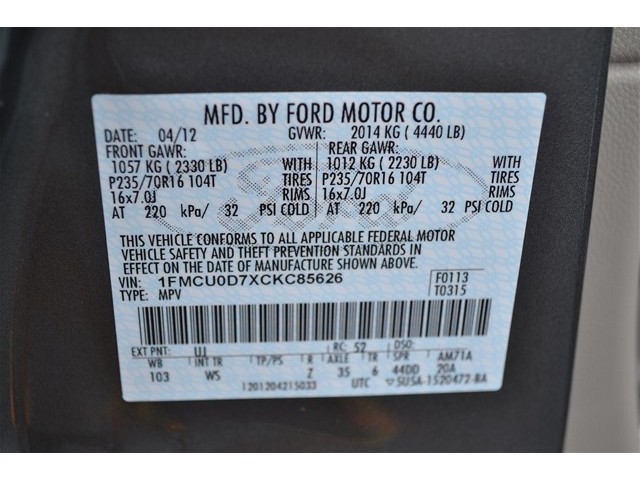 MFD. BY FORD MOTOR CO.
DATE: 04/12 GVWR: 2014 KG ( 4440 LB)
FRONT GAWR: REAR GAWR:
1057 KG ( 2330 LB) WITH 1012 KG ( 2230 LB) WITH
P235/70R16 104T TIRES P235/70R16 104T TIRES
16x7.0J RIMS 16x7.0J RIMS
AT 220 kPa/ 32 PSI COLD AT 220 kPa/ 32 PSI COLD
THIS VEHICLE CONFORMS TO ALL APPLICABLE FEDERAL MOTOR
VEHICLE SAFETY AND THEFT PREVENTION STANDARDS IN
EFFECT ON THE DATE OF MANUFACTURE SHOWN ABOVE.
VIN: 1FMCU0D7XCKC85626 F0113
TYPE: MPV T0315
EXT PNT: UJ RC: 52 DSO:
WB INT TR TP/PS R AXLE TR SPR AM71A
103 WS Z 35 6 44DD 20A
1201204215033 UTC ▽SU5A-1520472-BA